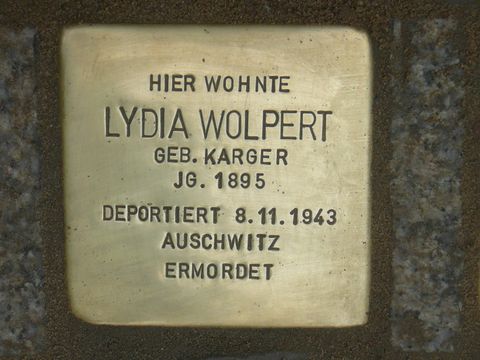 HIER WOHNTE
LYDIA WOLPERT
GEB. KARGER
JG. 1895
DEPORTIERT 8.11.1943
AUSCHWITZ
ERMORDET